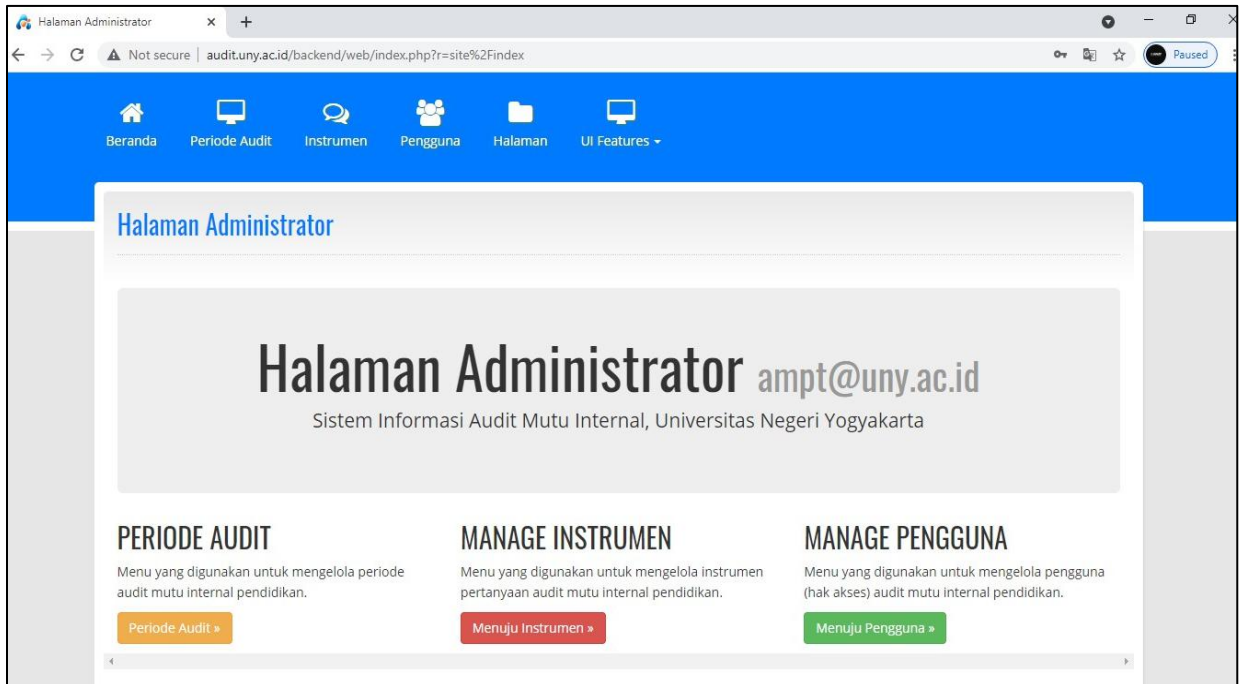 Halaman Administrator
Not secure | audit.uny.ac.id/backend/web/index.php?r=site%2Findex
Paused
Beranda Periode Audit Instrumen Pengguna Halaman UI Features
Halaman Administrator
Halaman Administrator ampt@uny.ac.id
Sistem Informasi Audit Mutu Internal, Universitas Negeri Yogyakarta
PERIODE AUDIT
Menu yang digunakan untuk mengelola periode
audit mutu internal pendidikan.
Periode Audit »
MANAGE INSTRUMEN
Menu yang digunakan untuk mengelola instrumen
pertanyaan audit mutu internal pendidikan.
Menuju Instrumen »
MANAGE PENGGUNA
Menu yang digunakan untuk mengelola pengguna
(hak akses) audit mutu internal pendidikan.
Menuju Pengguna »